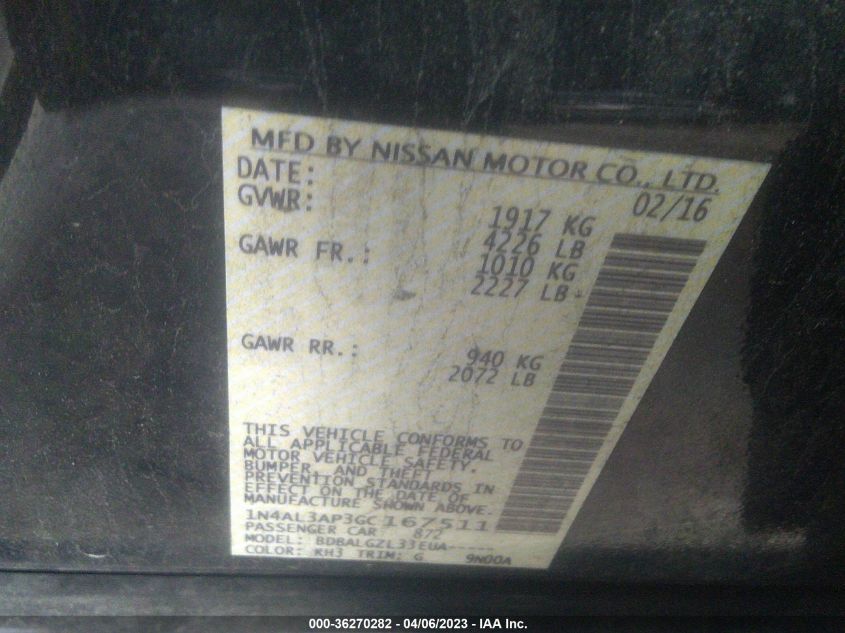 MFD BY NISSAN MOTOR CO., LTD.
DATE: 02/16
GVWR: 1917 KG
4226 LB
GAWR FR.: 1010 KG
2227 LB
GAWR RR.: 940 KG
2072 LB
THIS VEHICLE CONFORMS TO
ALL APPLICABLE FEDERAL
MOTOR VEHICLE SAFETY,
BUMPER, AND THEFT
PREVENTION STANDARDS IN
EFFECT ON THE DATE OF
MANUFACTURE SHOWN ABOVE.
1N4AL3AP3GC167511
PASSENGER CAR 872
MODEL: BDBALGZL33EUA-----
COLOR: KH3 TRIM: G 9N00A
000-36270282 - 04/06/2023 - IAA Inc.